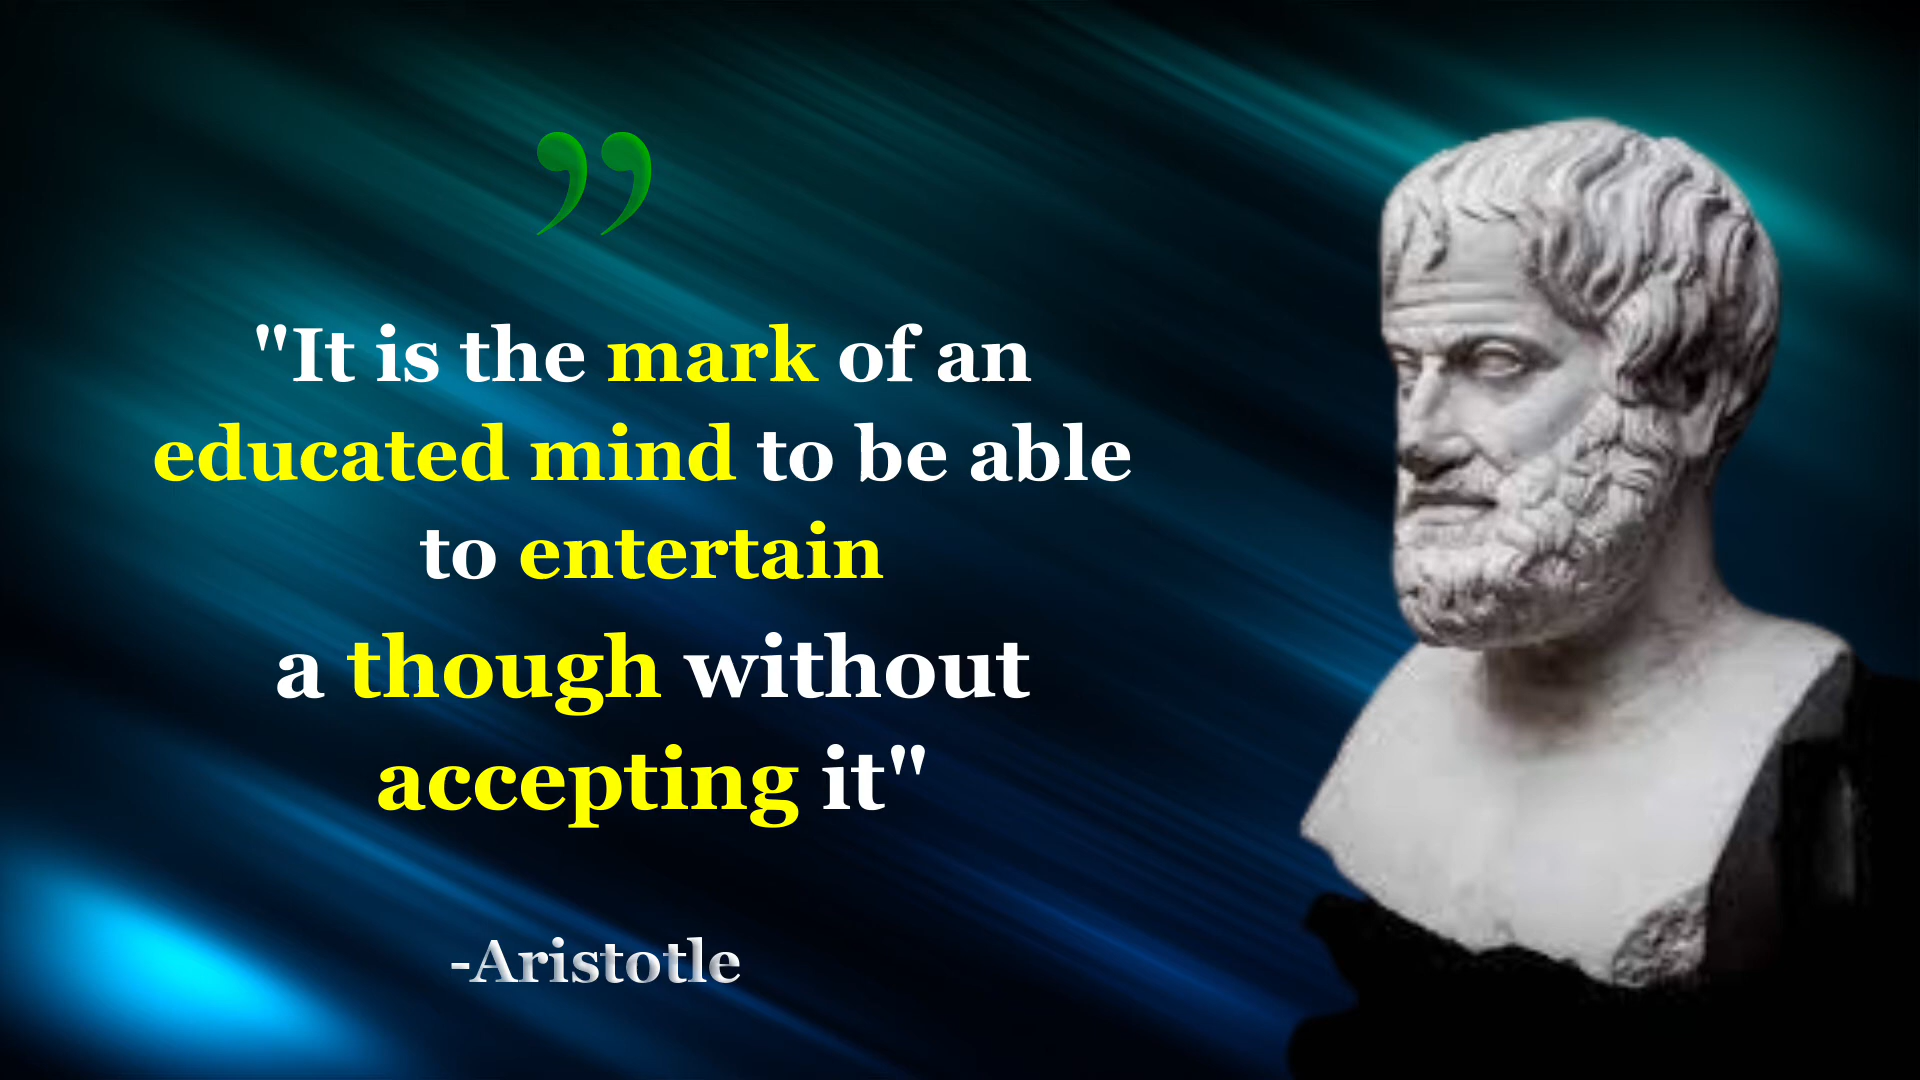 ”
"It is the mark of an
educated mind to be able
to entertain
a though without
accepting it"
-Aristotle